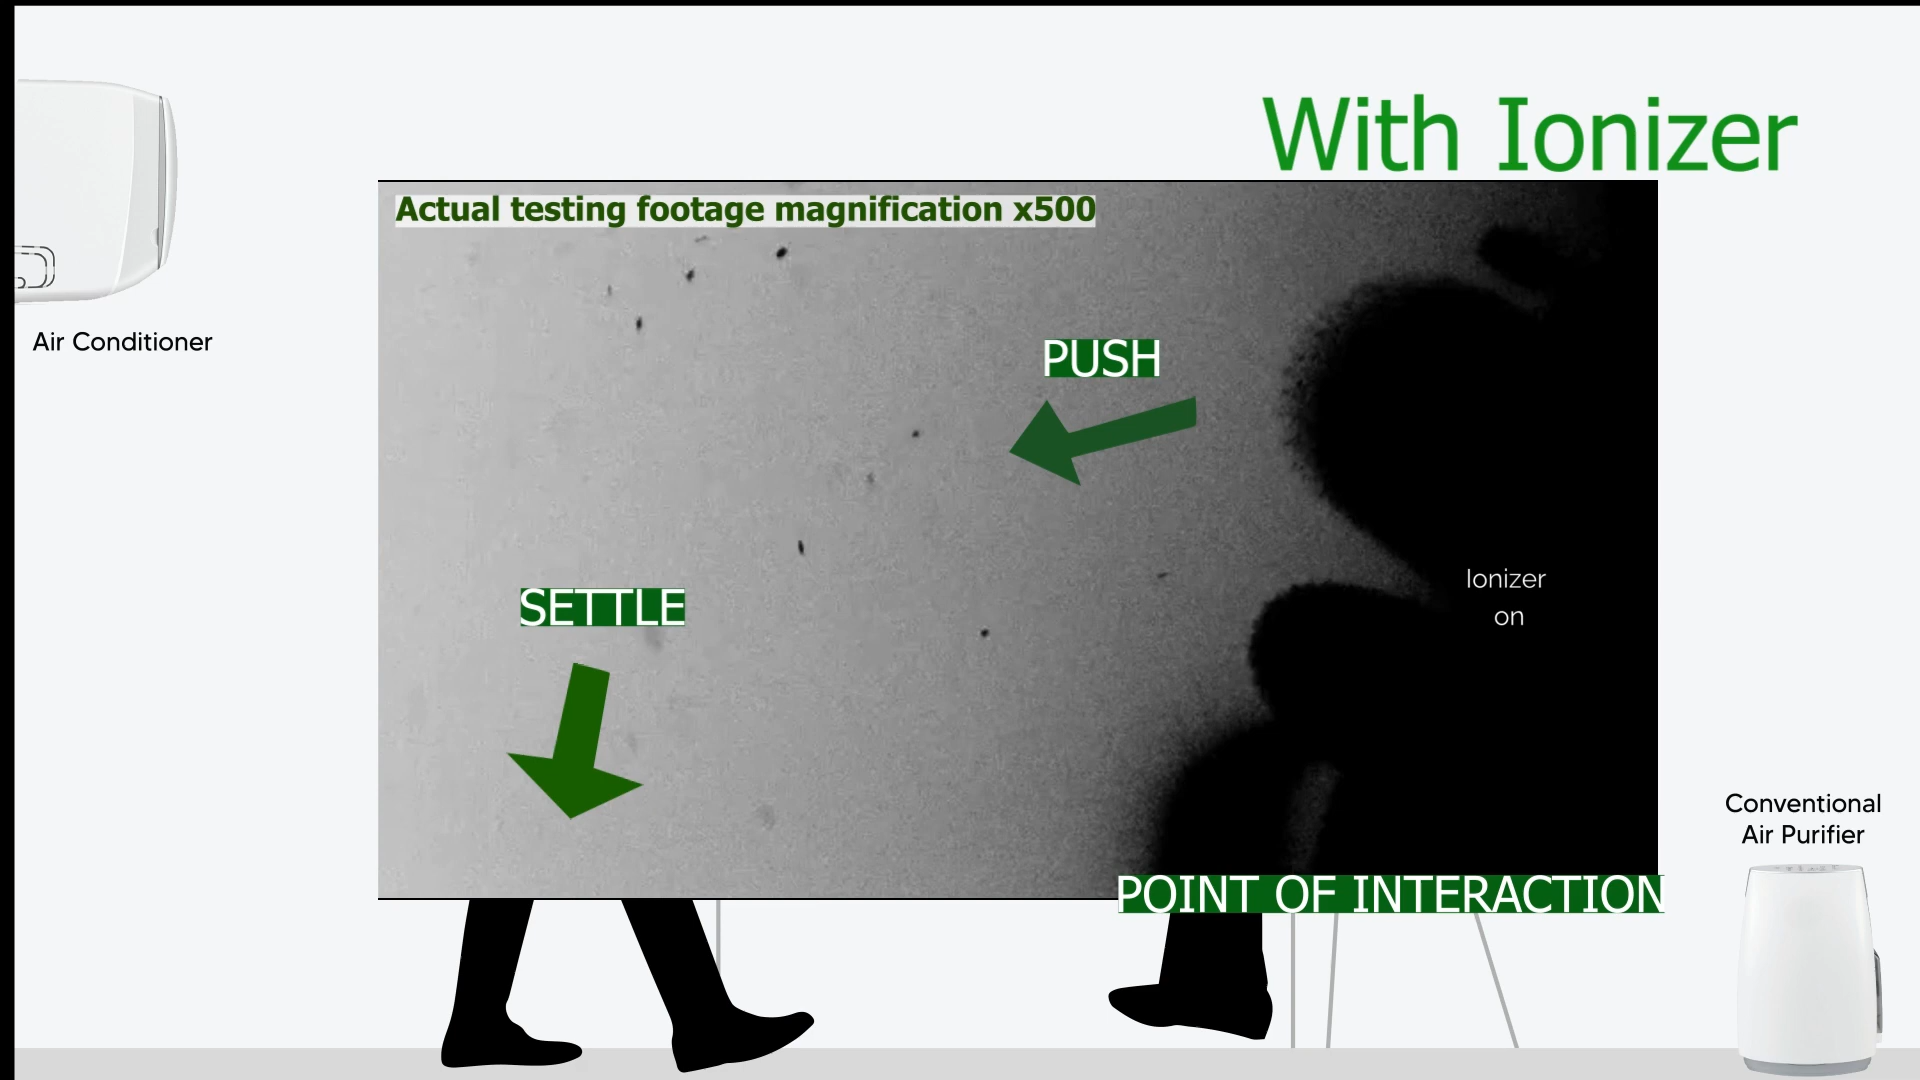 With Ionizer
Actual testing footage magnification x500
Air Conditioner
PUSH
SETTLE
Ionizer
on
Conventional
Air Purifier
POINT OF INTERACTION